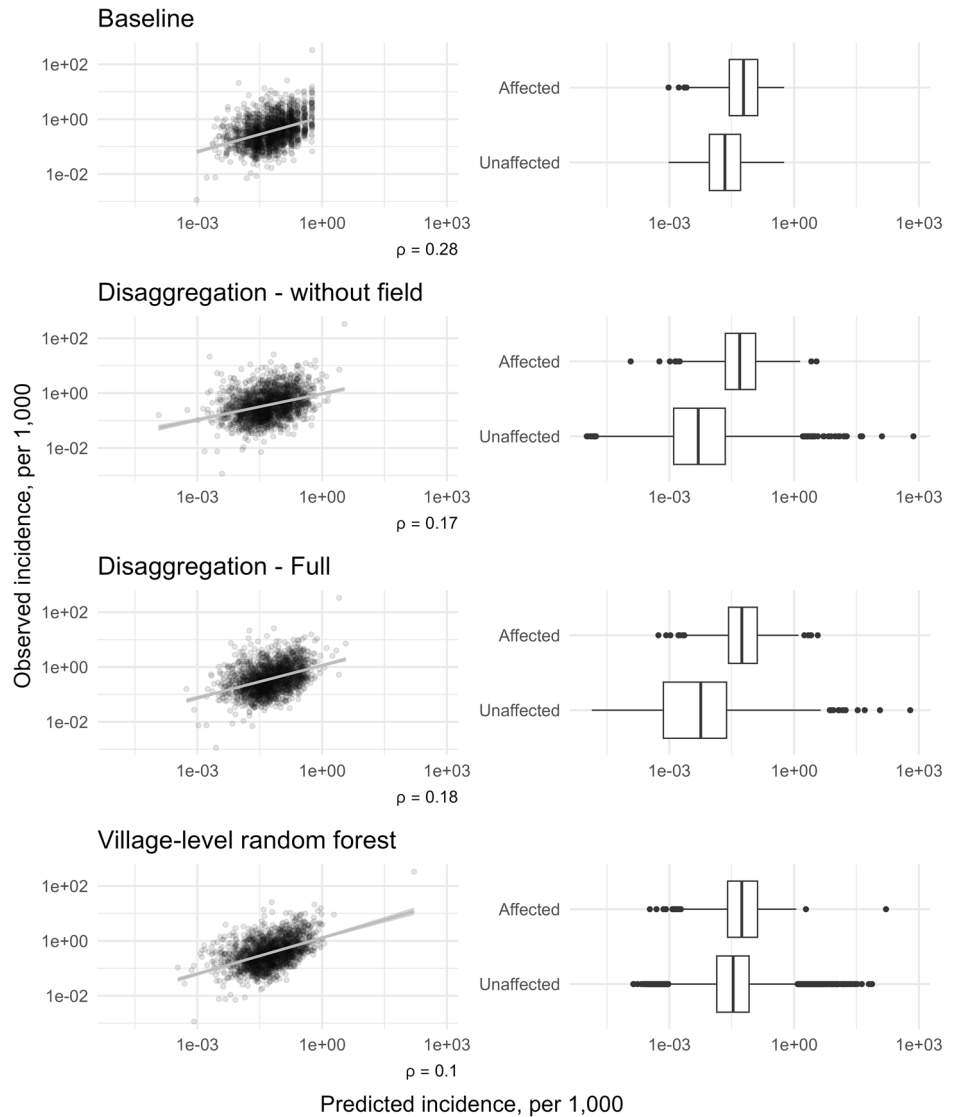 Baseline
1e+02
1e+00
1e-02
1e-03 1e+00 1e+03
ρ = 0.28
Affected
Unaffected
1e-03 1e+00 1e+03
Disaggregation - without field
1e+02
1e+00
1e-02
1e-03 1e+00 1e+03
ρ = 0.17
Affected
Unaffected
1e-03 1e+00 1e+03
Observed incidence, per 1,000
Disaggregation - Full
1e+02
1e+00
1e-02
1e-03 1e+00 1e+03
ρ = 0.18
Affected
Unaffected
1e-03 1e+00 1e+03
Village-level random forest
1e+02
1e+00
1e-02
1e-03 1e+00 1e+03
ρ = 0.1
Affected
Unaffected
1e-03 1e+00 1e+03
Predicted incidence, per 1,000